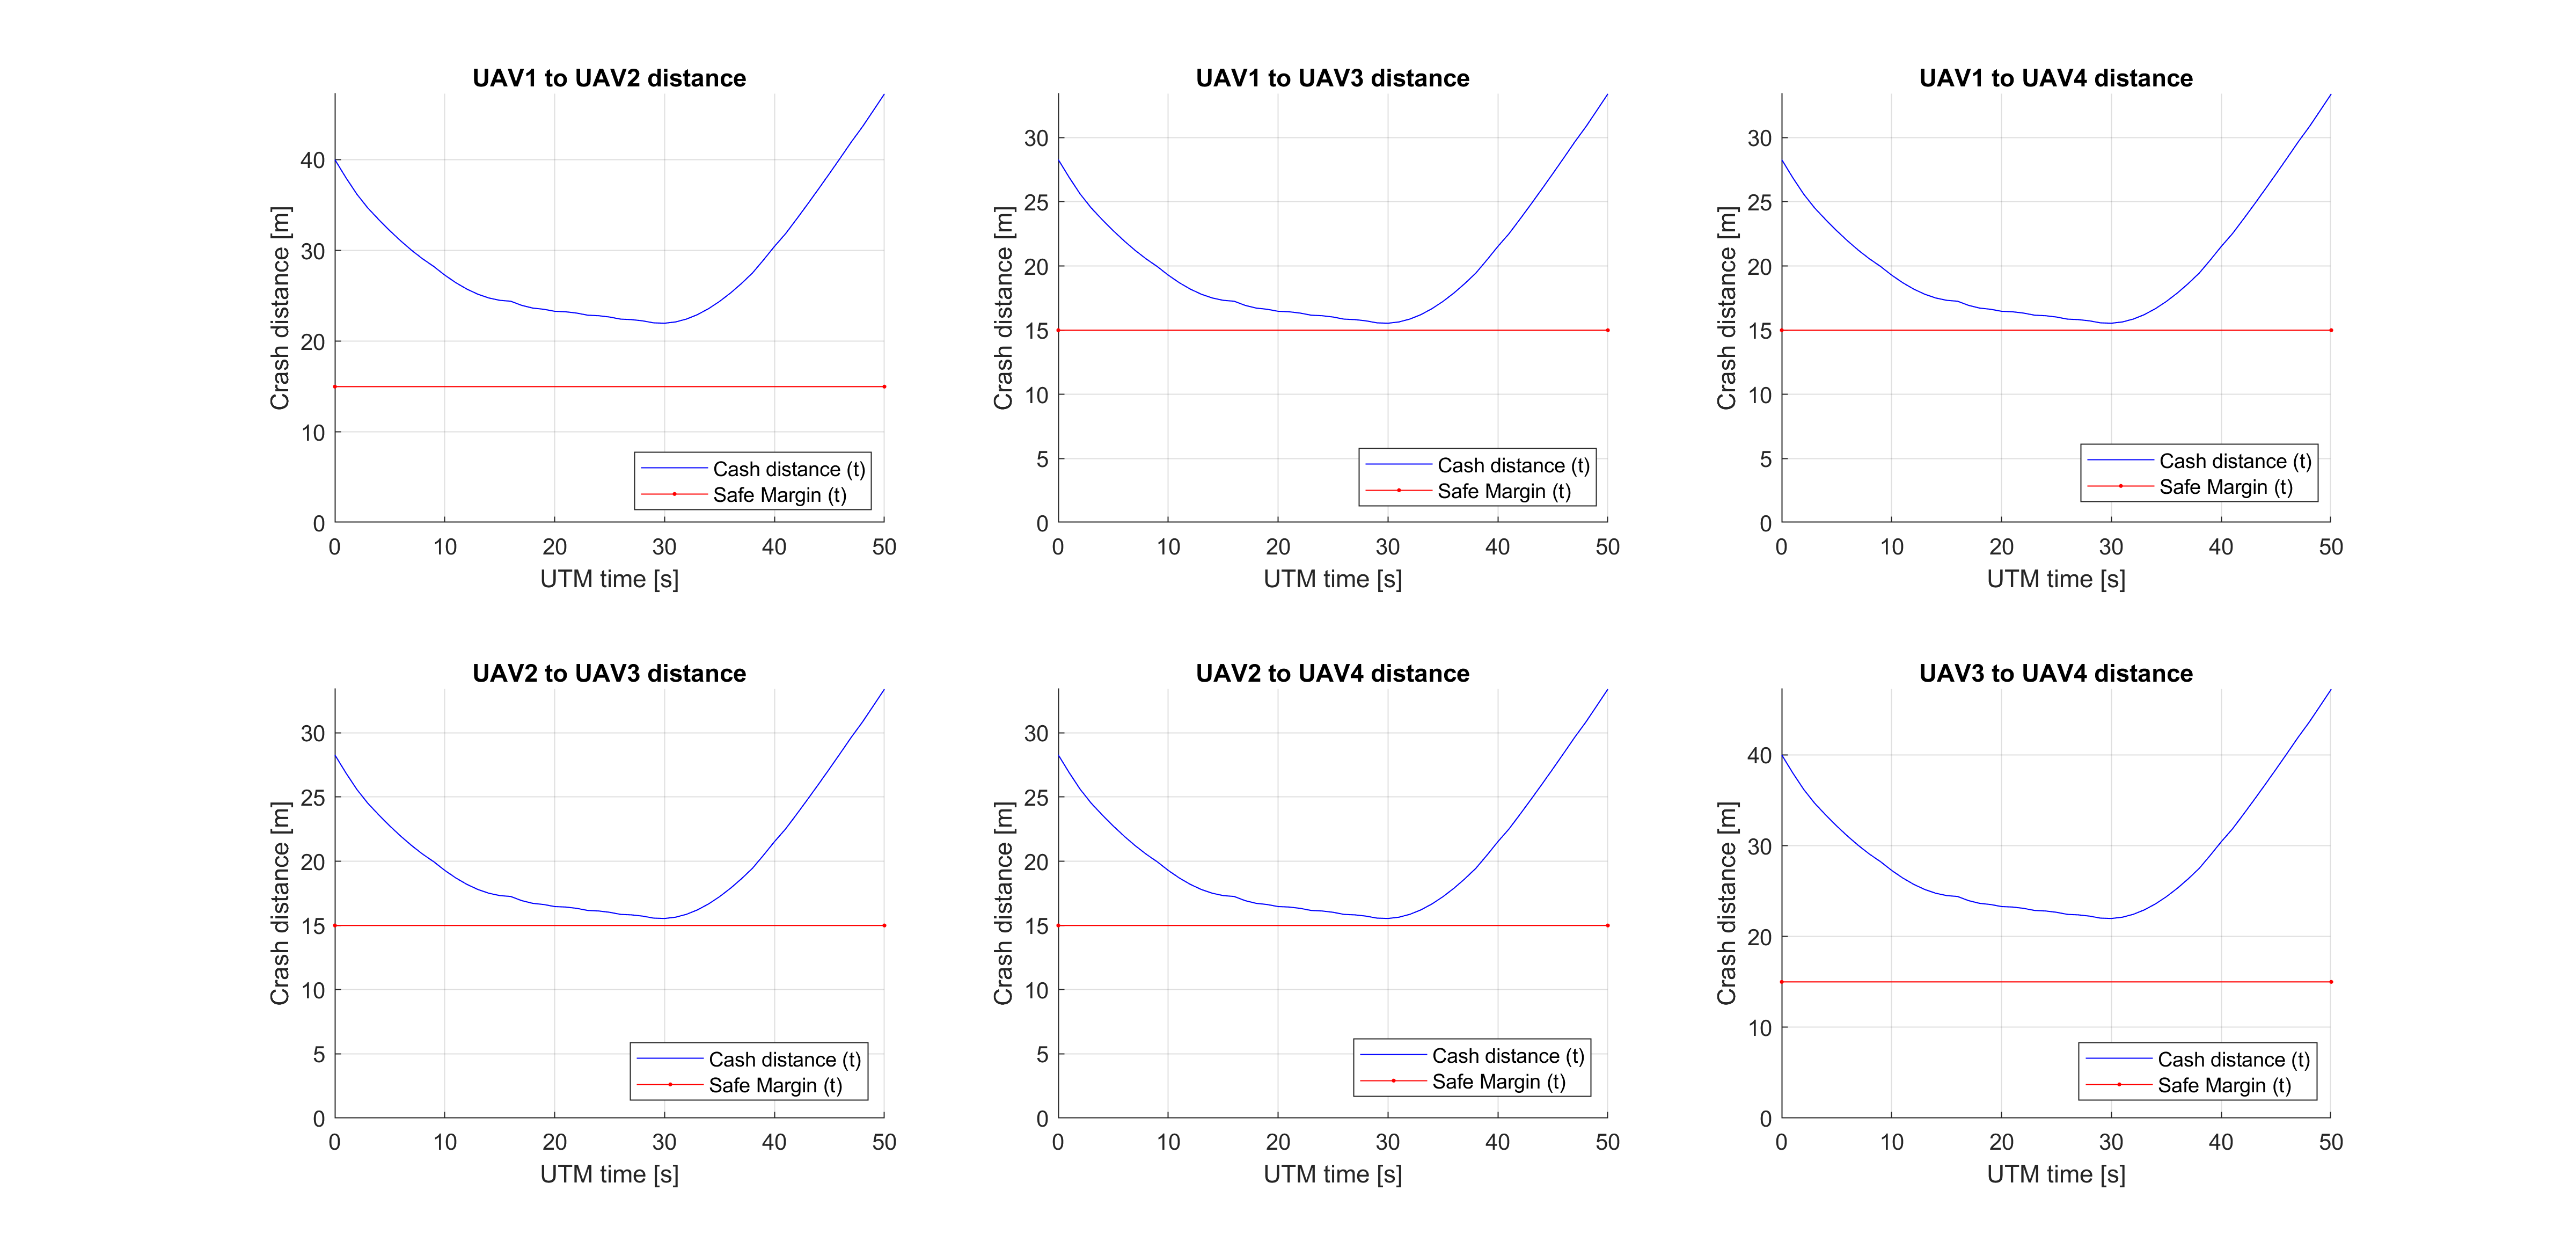 UAV1 to UAV2 distance
Crash distance [m]
40
30
20
10
0
0 10 20 30 40 50
UTM time [s]
Cash distance (t)
Safe Margin (t)
UAV1 to UAV3 distance
Crash distance [m]
30
25
20
15
10
5
0
0 10 20 30 40 50
UTM time [s]
Cash distance (t)
Safe Margin (t)
UAV1 to UAV4 distance
Crash distance [m]
30
25
20
15
10
5
0
0 10 20 30 40 50
UTM time [s]
Cash distance (t)
Safe Margin (t)
UAV2 to UAV3 distance
Crash distance [m]
30
25
20
15
10
5
0
0 10 20 30 40 50
UTM time [s]
Cash distance (t)
Safe Margin (t)
UAV2 to UAV4 distance
Crash distance [m]
30
25
20
15
10
5
0
0 10 20 30 40 50
UTM time [s]
Cash distance (t)
Safe Margin (t)
UAV3 to UAV4 distance
Crash distance [m]
40
30
20
10
0
0 10 20 30 40 50
UTM time [s]
Cash distance (t)
Safe Margin (t)